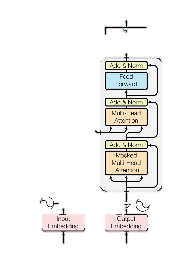 Add & Norm
Feed
Forward
Add & Norm
Multi-Head
Attention
Add & Norm
Masked
Multi-Head
Attention
Input
Embedding
Output
Embedding